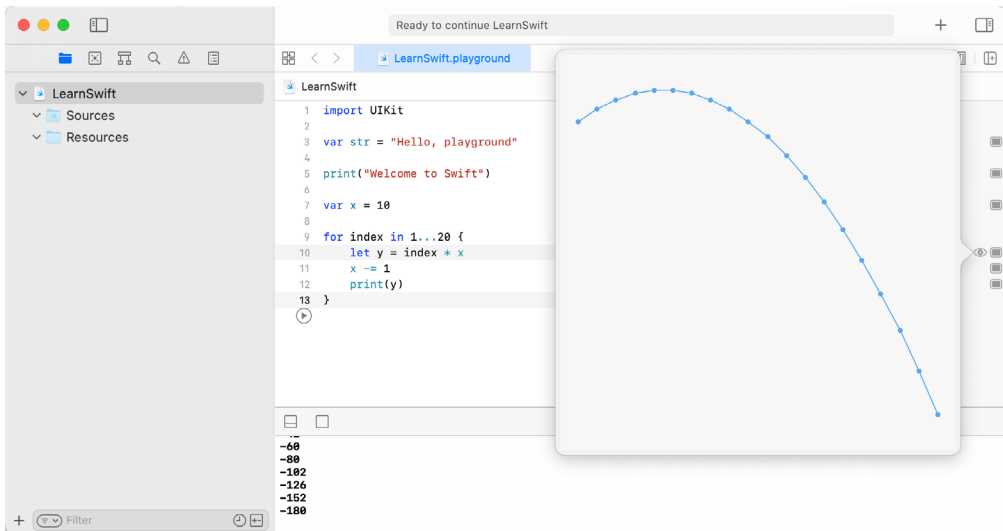 Ready to continue LearnSwift
LearnSwift.playground
LearnSwift
Sources
Resources
LearnSwift
1 import UIKit
2
3 var str = "Hello, playground"
4
5 print("Welcome to Swift")
6
7 var x = 10
8
9 for index in 1...20 {
10 let y = index * x
11 x -= 1
12 print(y)
13 }
-60
-80
-102
-126
-152
-180
Filter